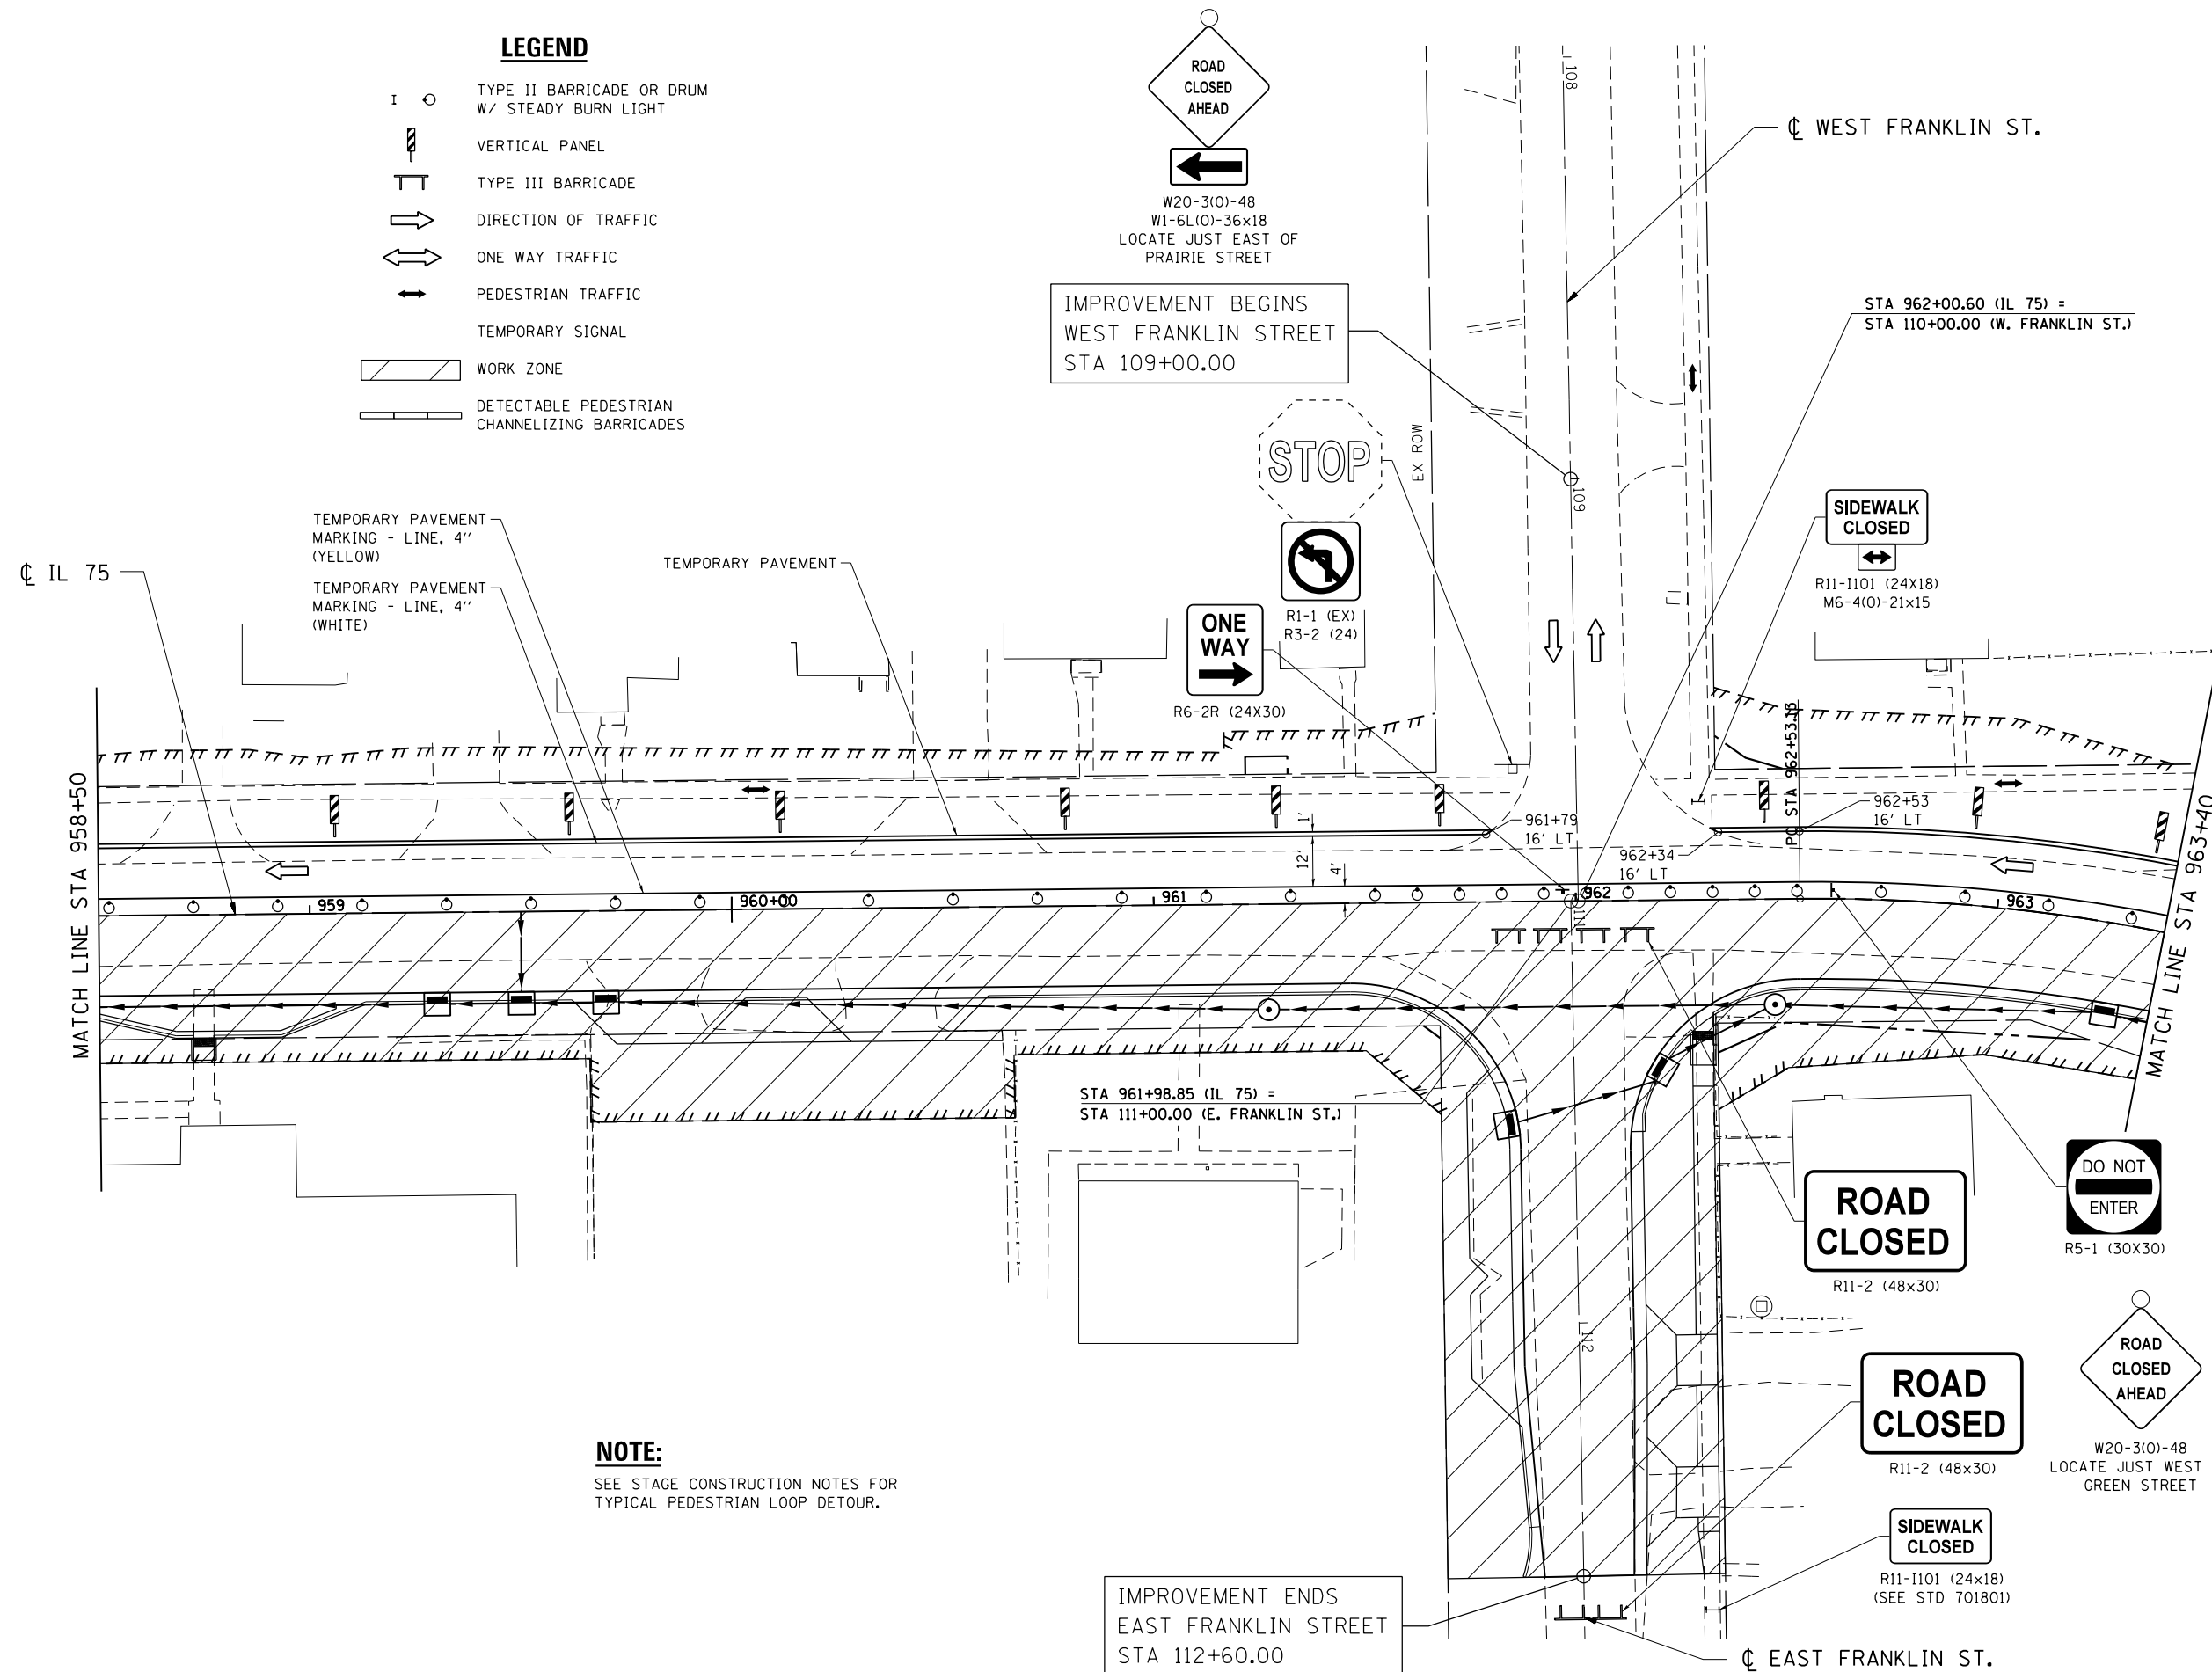 LEGEND
I
TYPE II BARRICADE OR DRUM
W/ STEADY BURN LIGHT
VERTICAL PANEL
TYPE III BARRICADE
DIRECTION OF TRAFFIC
ONE WAY TRAFFIC
PEDESTRIAN TRAFFIC
TEMPORARY SIGNAL
WORK ZONE
DETECTABLE PEDESTRIAN
CHANNELIZING BARRICADES
ROAD
CLOSED
AHEAD
W20-3(O)-48
W1-6L(O)-36x18
LOCATE JUST EAST OF
PRAIRIE STREET
IMPROVEMENT BEGINS
WEST FRANKLIN STREET
STA 109+00.00
108
℄ WEST FRANKLIN ST.
STA 962+00.60 (IL 75) =
STA 110+00.00 (W. FRANKLIN ST.)
STOP
EX ROW
109
R1-1 (EX)
R3-2 (24)
ONE
WAY
R6-2R (24X30)
SIDEWALK
CLOSED
R11-I101 (24X18)
M6-4(O)-21x15
℄ IL 75
TEMPORARY PAVEMENT
MARKING - LINE, 4''
(YELLOW)
TEMPORARY PAVEMENT
MARKING - LINE, 4''
(WHITE)
TEMPORARY PAVEMENT
MATCH LINE STA 958+50
959
960+00
961
962
963
1'
12'
4'
961+79
16' LT
962+34
16' LT
PC STA 962+53.13
962+53
16' LT
111
MATCH LINE STA 963+40
STA 961+98.85 (IL 75) =
STA 111+00.00 (E. FRANKLIN ST.)
DO NOT
ENTER
R5-1 (30X30)
ROAD
CLOSED
R11-2 (48x30)
112
ROAD
CLOSED
R11-2 (48x30)
ROAD
CLOSED
AHEAD
W20-3(O)-48
LOCATE JUST WEST
GREEN STREET
NOTE:
SEE STAGE CONSTRUCTION NOTES FOR
TYPICAL PEDESTRIAN LOOP DETOUR.
SIDEWALK
CLOSED
R11-I101 (24x18)
(SEE STD 701801)
IMPROVEMENT ENDS
EAST FRANKLIN STREET
STA 112+60.00
℄ EAST FRANKLIN ST.